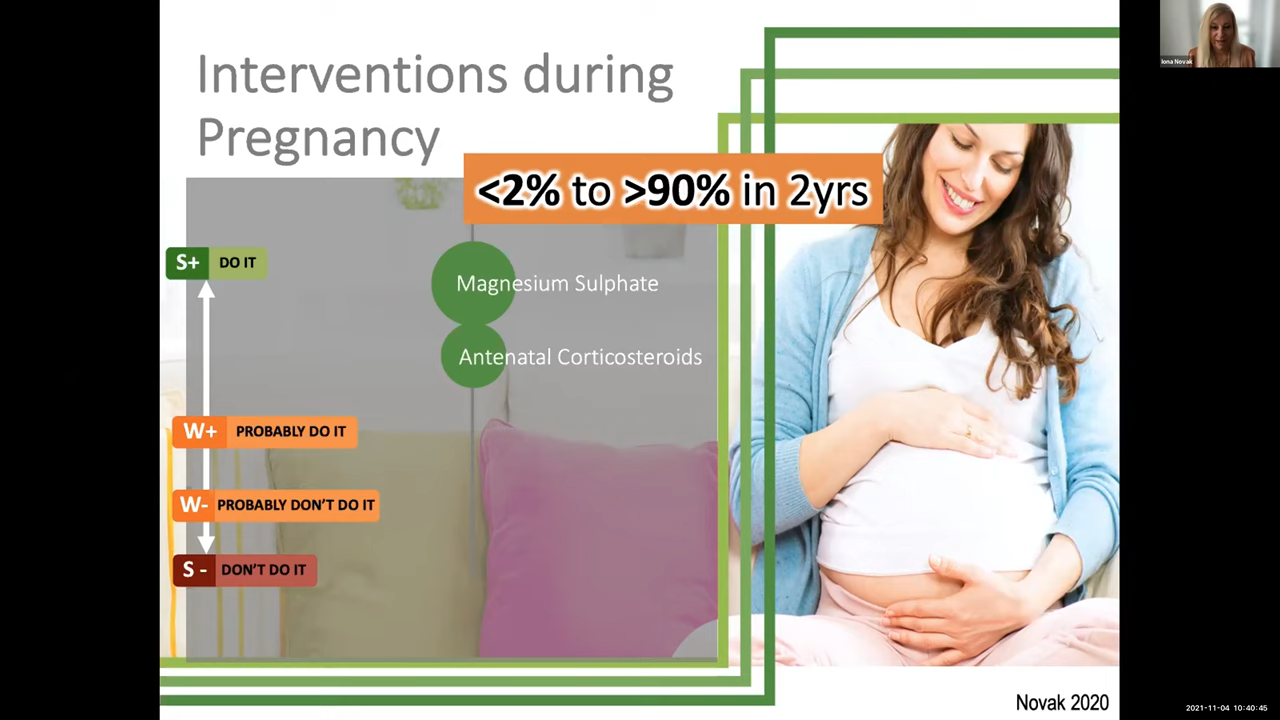 Iona Novak
Interventions during
Pregnancy
<2% to >90% in 2yrs
S+ DO IT
Magnesium Sulphate
Antenatal Corticosteroids
W+ PROBABLY DO IT
W- PROBABLY DON'T DO IT
S - DON'T DO IT
Novak 2020
2021-11-04 10:40:45